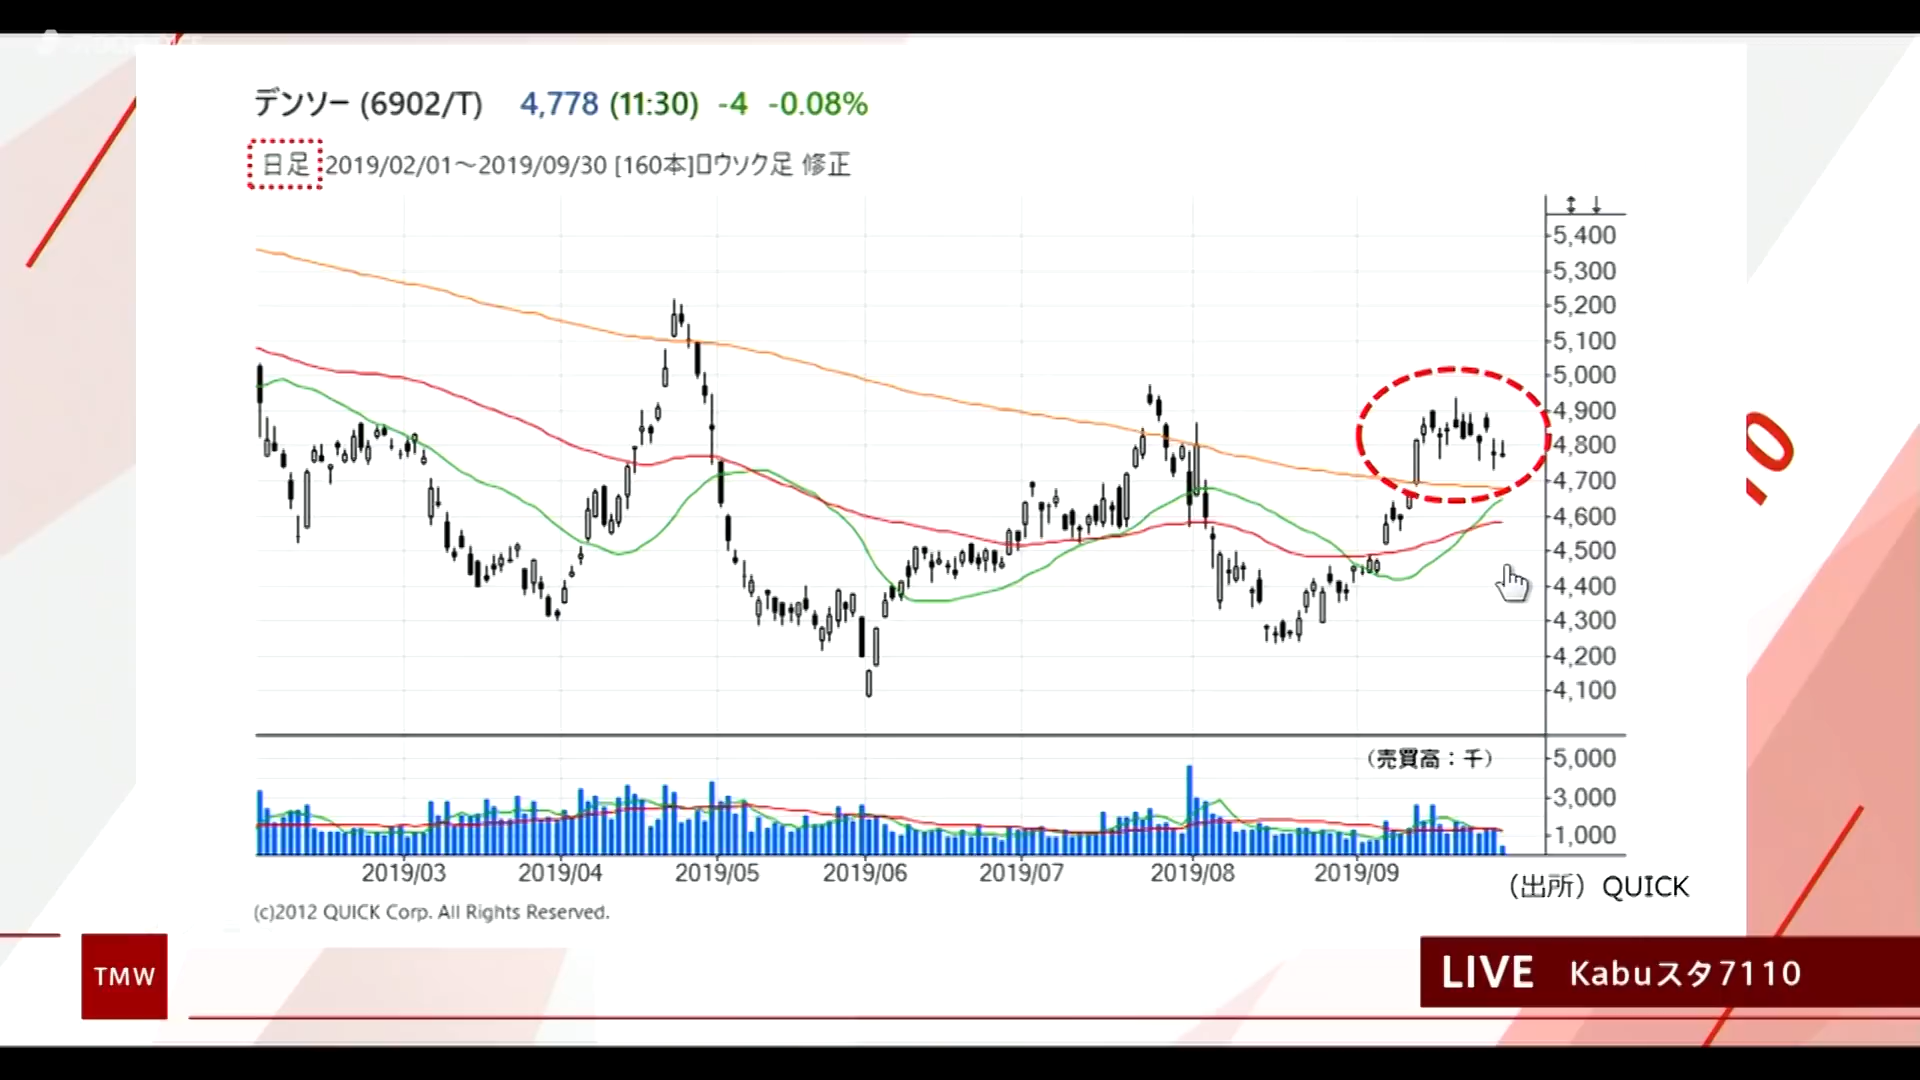 デンソー (6902/T) 4,778 (11:30) -4 -0.08%
日足 2019/02/01～2019/09/30 [160本]ロウソク足 修正
5,400
5,300
5,200
5,100
5,000
4,900
4,800
4,700
4,600
4,500
4,400
4,300
4,200
4,100
（売買高：千）
5,000
3,000
1,000
2019/03 2019/04 2019/05 2019/06 2019/07 2019/08 2019/09
（出所）QUICK
(c)2012 QUICK Corp. All Rights Reserved.
10
TMW
LIVE Kabuスタ7110